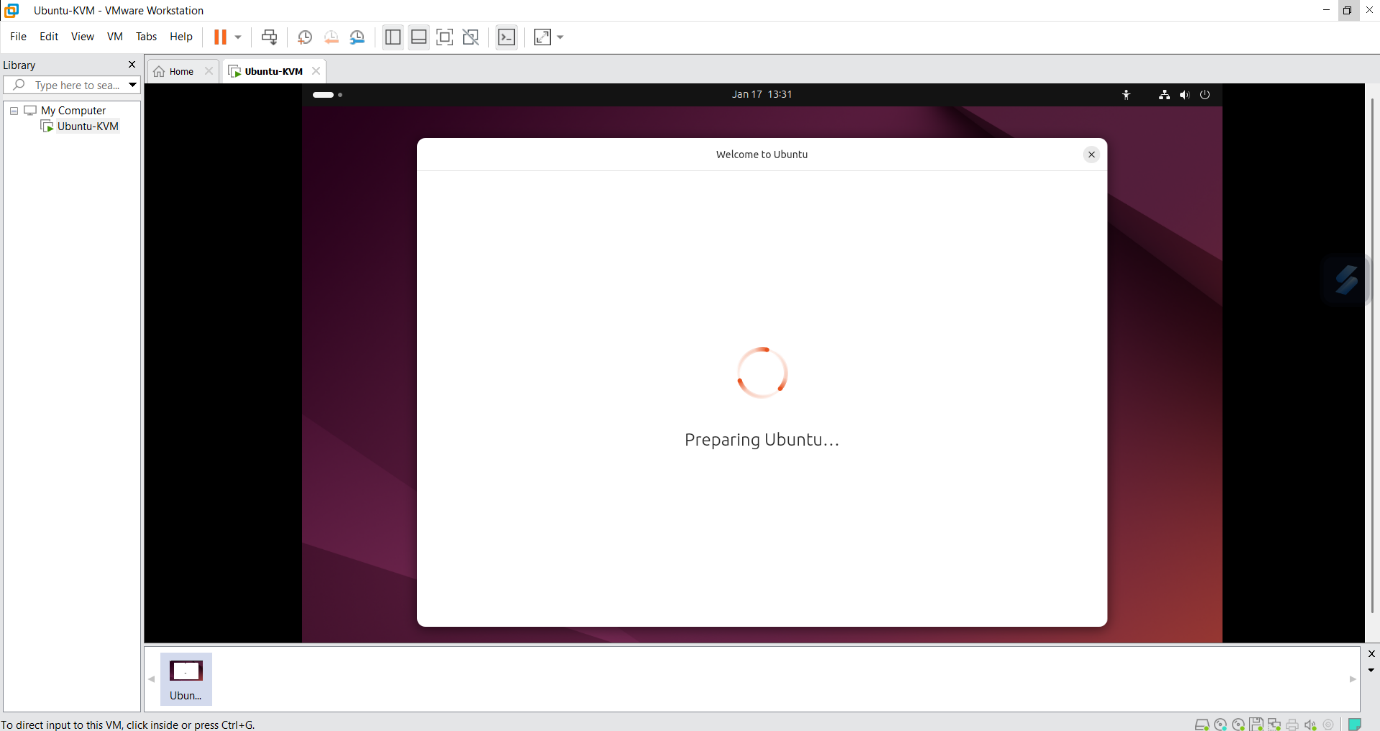 Ubuntu-KVM - VMware Workstation
File Edit View VM Tabs Help
Library
Home
Ubuntu-KVM
Type here to sea...
My Computer
Ubuntu-KVM
Jan 17 13:31
Welcome to Ubuntu
Preparing Ubuntu...
Ubun...
To direct input to this VM, click inside or press Ctrl+G.